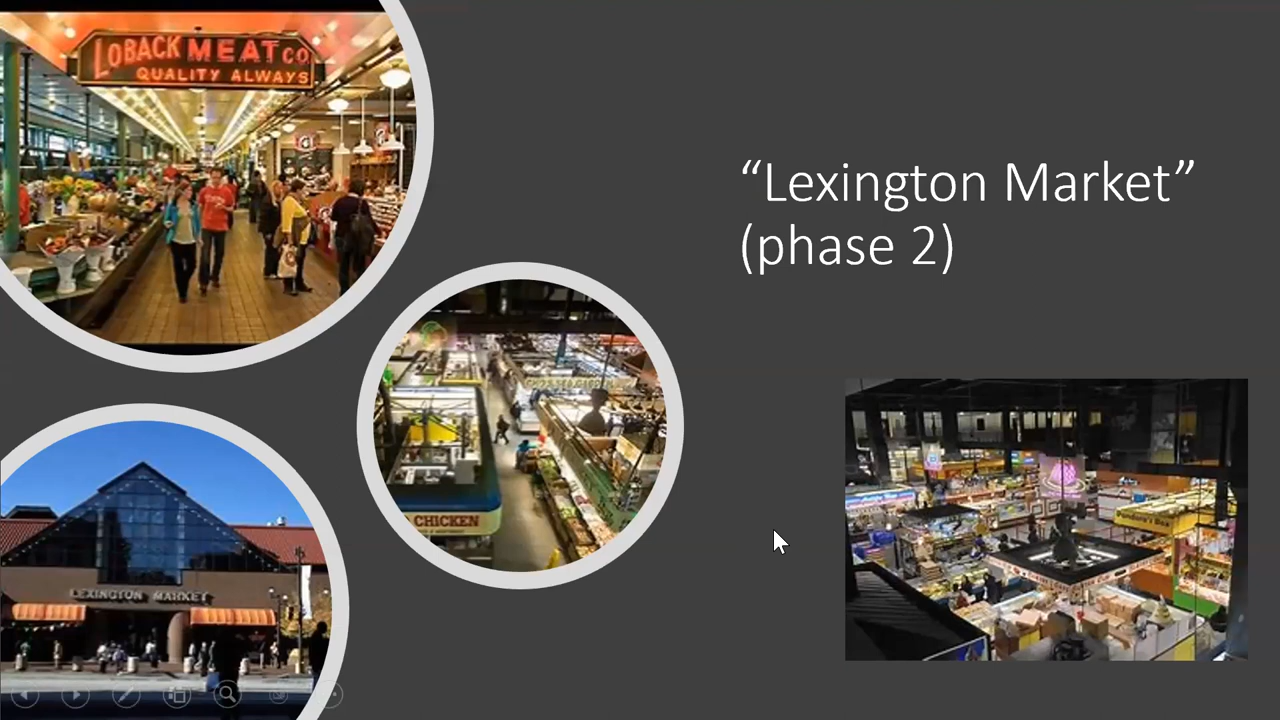 LOBACK MEAT CO
QUALITY ALWAYS
“Lexington Market”
(phase 2)
CHICKEN
LEXINGTON MARKET